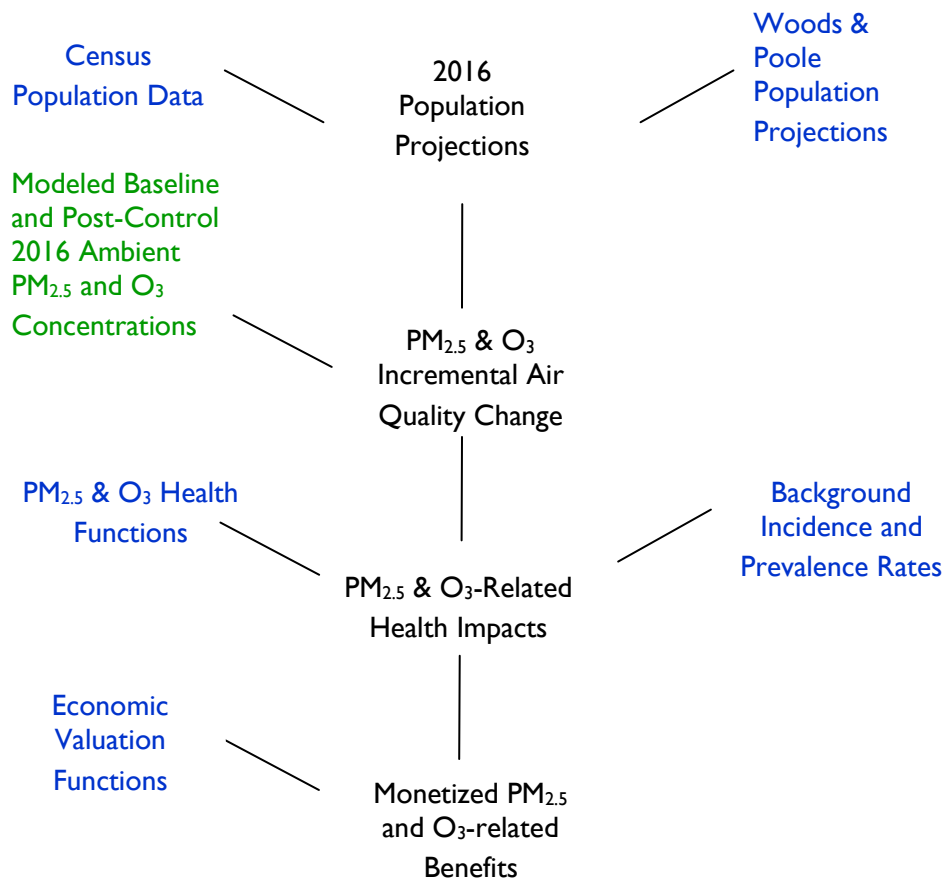 Census
Population Data
2016
Population
Projections
Woods &
Poole
Population
Projections
Modeled Baseline
and Post-Control
2016 Ambient
PM2.5 and O3
Concentrations
PM2.5 & O3
Incremental Air
Quality Change
PM2.5 & O3 Health
Functions
Background
Incidence and
Prevalence Rates
PM2.5 & O3-Related
Health Impacts
Economic
Valuation
Functions
Monetized PM2.5
and O3-related
Benefits